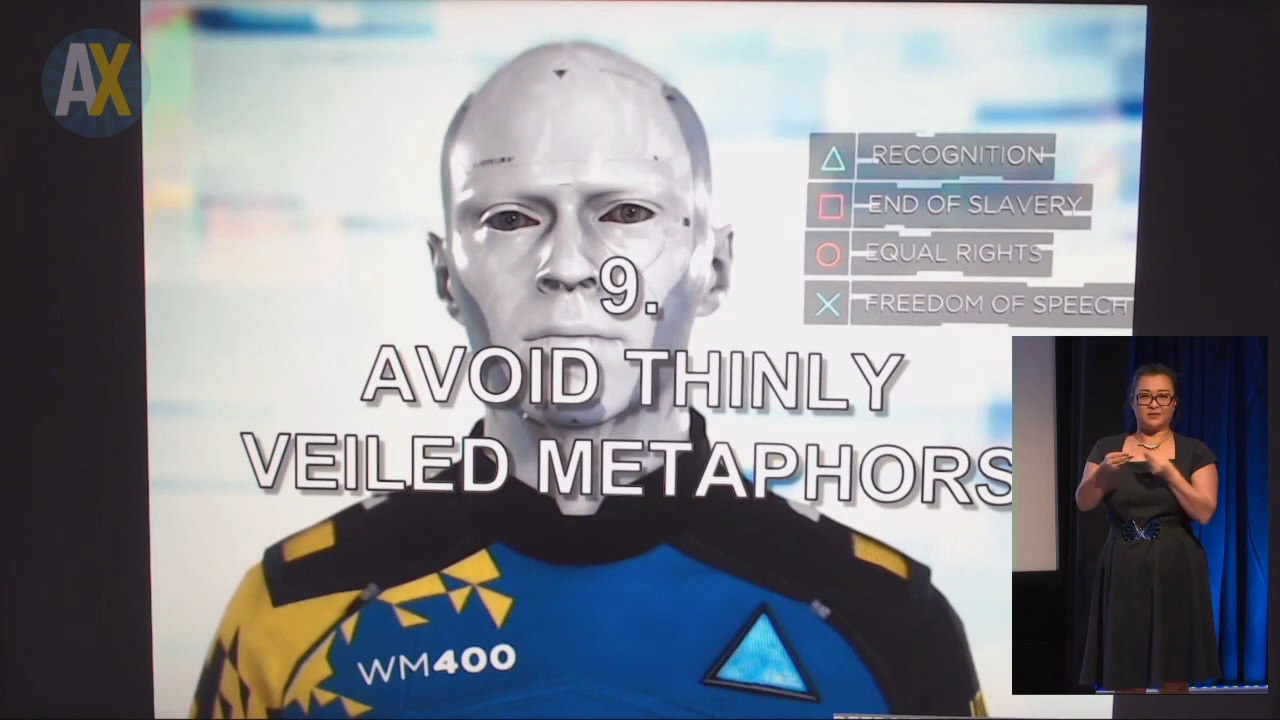 AX
RECOGNITION
END OF SLAVERY
EQUAL RIGHTS
FREEDOM OF SPEECH
9.
AVOID THINLY
VEILED METAPHORS
WM400